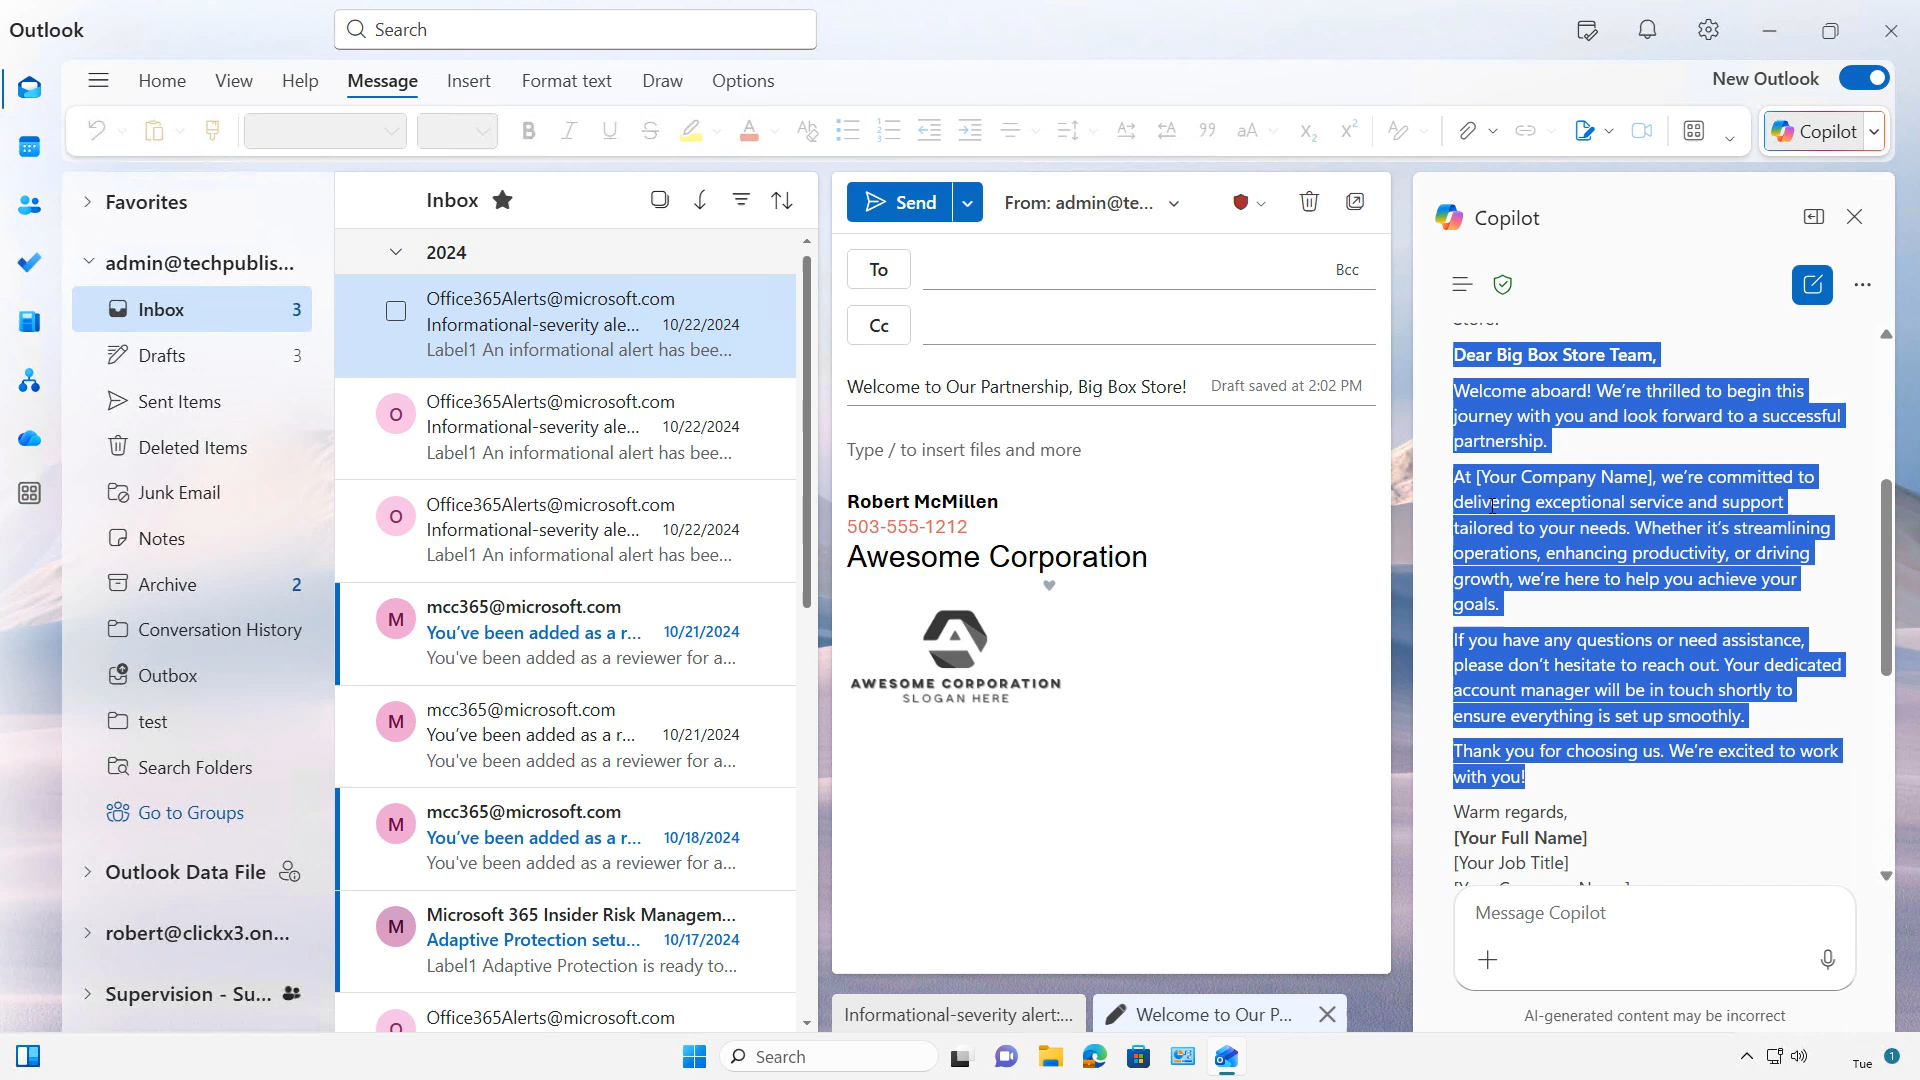 Outlook
Search
Home View Help Message Insert Format text Draw Options
New Outlook
Copilot
Favorites
admin@techpublis...
Inbox 3
Drafts 3
Sent Items
Deleted Items
Junk Email
Notes
Archive 2
Conversation History
Outbox
test
Search Folders
Go to Groups
Outlook Data File
robert@clickx3.on...
Supervision - Su...
Inbox
2024
Office365Alerts@microsoft.com
Informational-severity ale... 10/22/2024
Label1 An informational alert has bee...
O
Office365Alerts@microsoft.com
Informational-severity ale... 10/22/2024
Label1 An informational alert has bee...
O
Office365Alerts@microsoft.com
Informational-severity ale... 10/22/2024
Label1 An informational alert has bee...
M
mcc365@microsoft.com
You've been added as a r... 10/21/2024
You've been added as a reviewer for a...
M
mcc365@microsoft.com
You've been added as a r... 10/21/2024
You've been added as a reviewer for a...
M
mcc365@microsoft.com
You've been added as a r... 10/18/2024
You've been added as a reviewer for a...
M
Microsoft 365 Insider Risk Managem...
Adaptive Protection setu... 10/17/2024
Label1 Adaptive Protection is ready to...
O
Office365Alerts@microsoft.com
Send
From: admin@te...
To
Bcc
Cc
Welcome to Our Partnership, Big Box Store! Draft saved at 2:02 PM
Type / to insert files and more
Robert McMillen
503-555-1212
Awesome Corporation
AWESOME CORPORATION
SLOGAN HERE
Informational-severity alert:...
Welcome to Our P...
Copilot
Store.
Dear Big Box Store Team,
Welcome aboard! We're thrilled to begin this
journey with you and look forward to a successful
partnership.
At [Your Company Name], we're committed to
delivering exceptional service and support
tailored to your needs. Whether it's streamlining
operations, enhancing productivity, or driving
growth, we're here to help you achieve your
goals.
If you have any questions or need assistance,
please don't hesitate to reach out. Your dedicated
account manager will be in touch shortly to
ensure everything is set up smoothly.
Thank you for choosing us. We're excited to work
with you!
Warm regards,
[Your Full Name]
[Your Job Title]
[Your Company Name]
Message Copilot
AI-generated content may be incorrect
Search
Tue
1